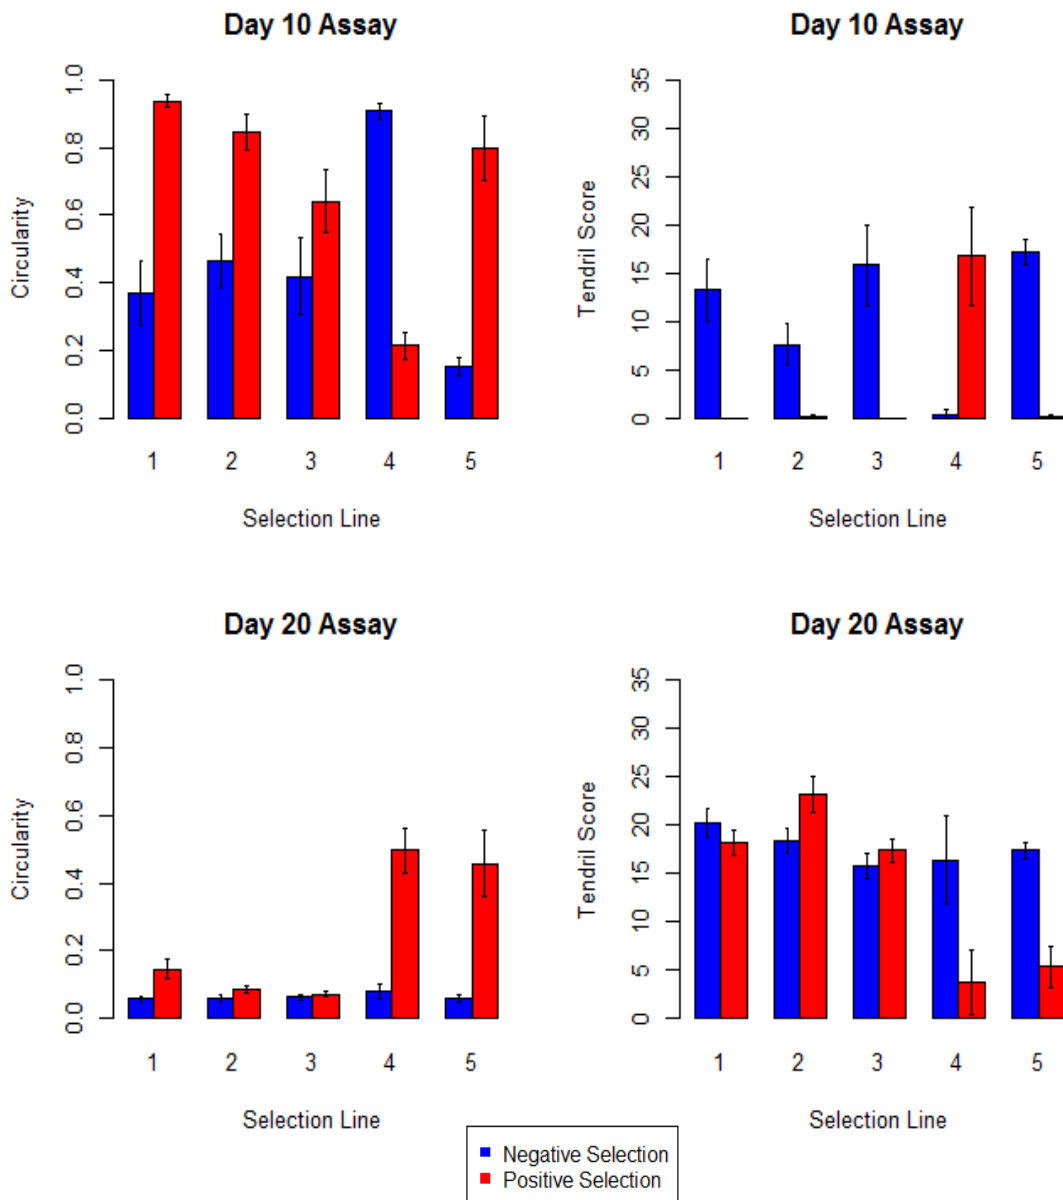 Day 10 Assay
Circularity
1.0
0.8
0.6
0.4
0.2
0.0
1 2 3 4 5
Selection Line
Day 10 Assay
Tendril Score
35
30
25
20
15
10
5
0
1 2 3 4 5
Selection Line
Day 20 Assay
Circularity
1.0
0.8
0.6
0.4
0.2
0.0
1 2 3 4 5
Selection Line
Day 20 Assay
Tendril Score
35
30
25
20
15
10
5
0
1 2 3 4 5
Selection Line
Negative Selection
Positive Selection